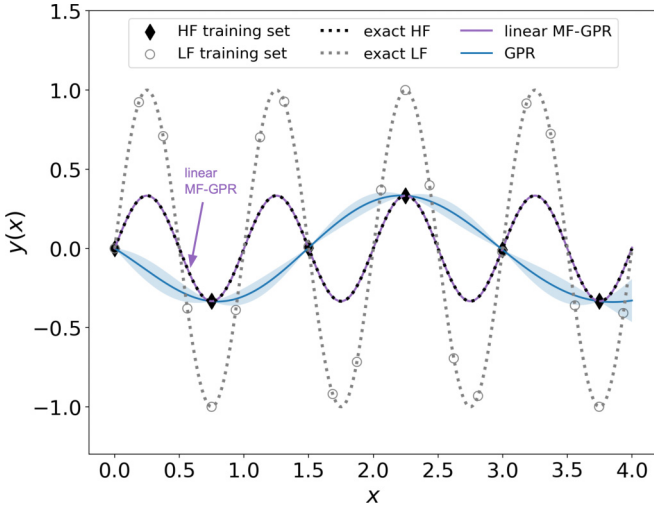 HF training set exact HF linear MF-GPR
LF training set exact LF GPR
1.5
1.0
0.5
0.0
−0.5
−1.0
y(x)
linear
MF-GPR
0.0 0.5 1.0 1.5 2.0 2.5 3.0 3.5 4.0
x